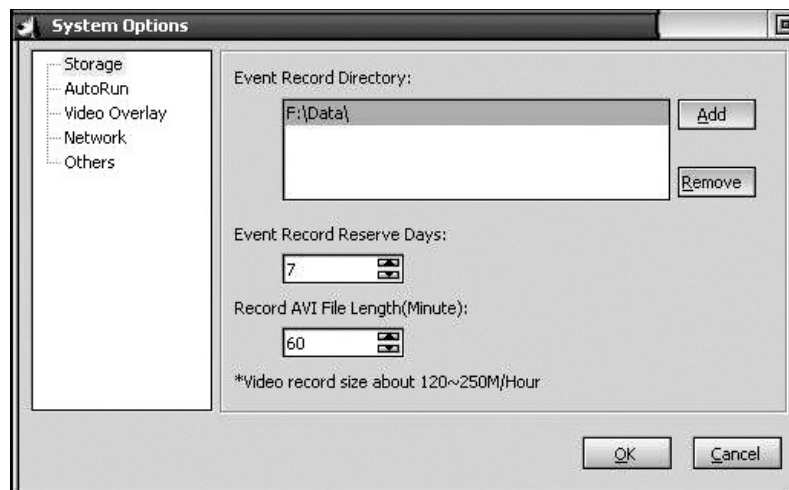 System Options
Storage
AutoRun
Video Overlay
Network
Others
Event Record Directory:
F:\Data\
Add
Remove
Event Record Reserve Days:
7
Record AVI File Length(Minute):
60
*Video record size about 120~250M/Hour
OK
Cancel